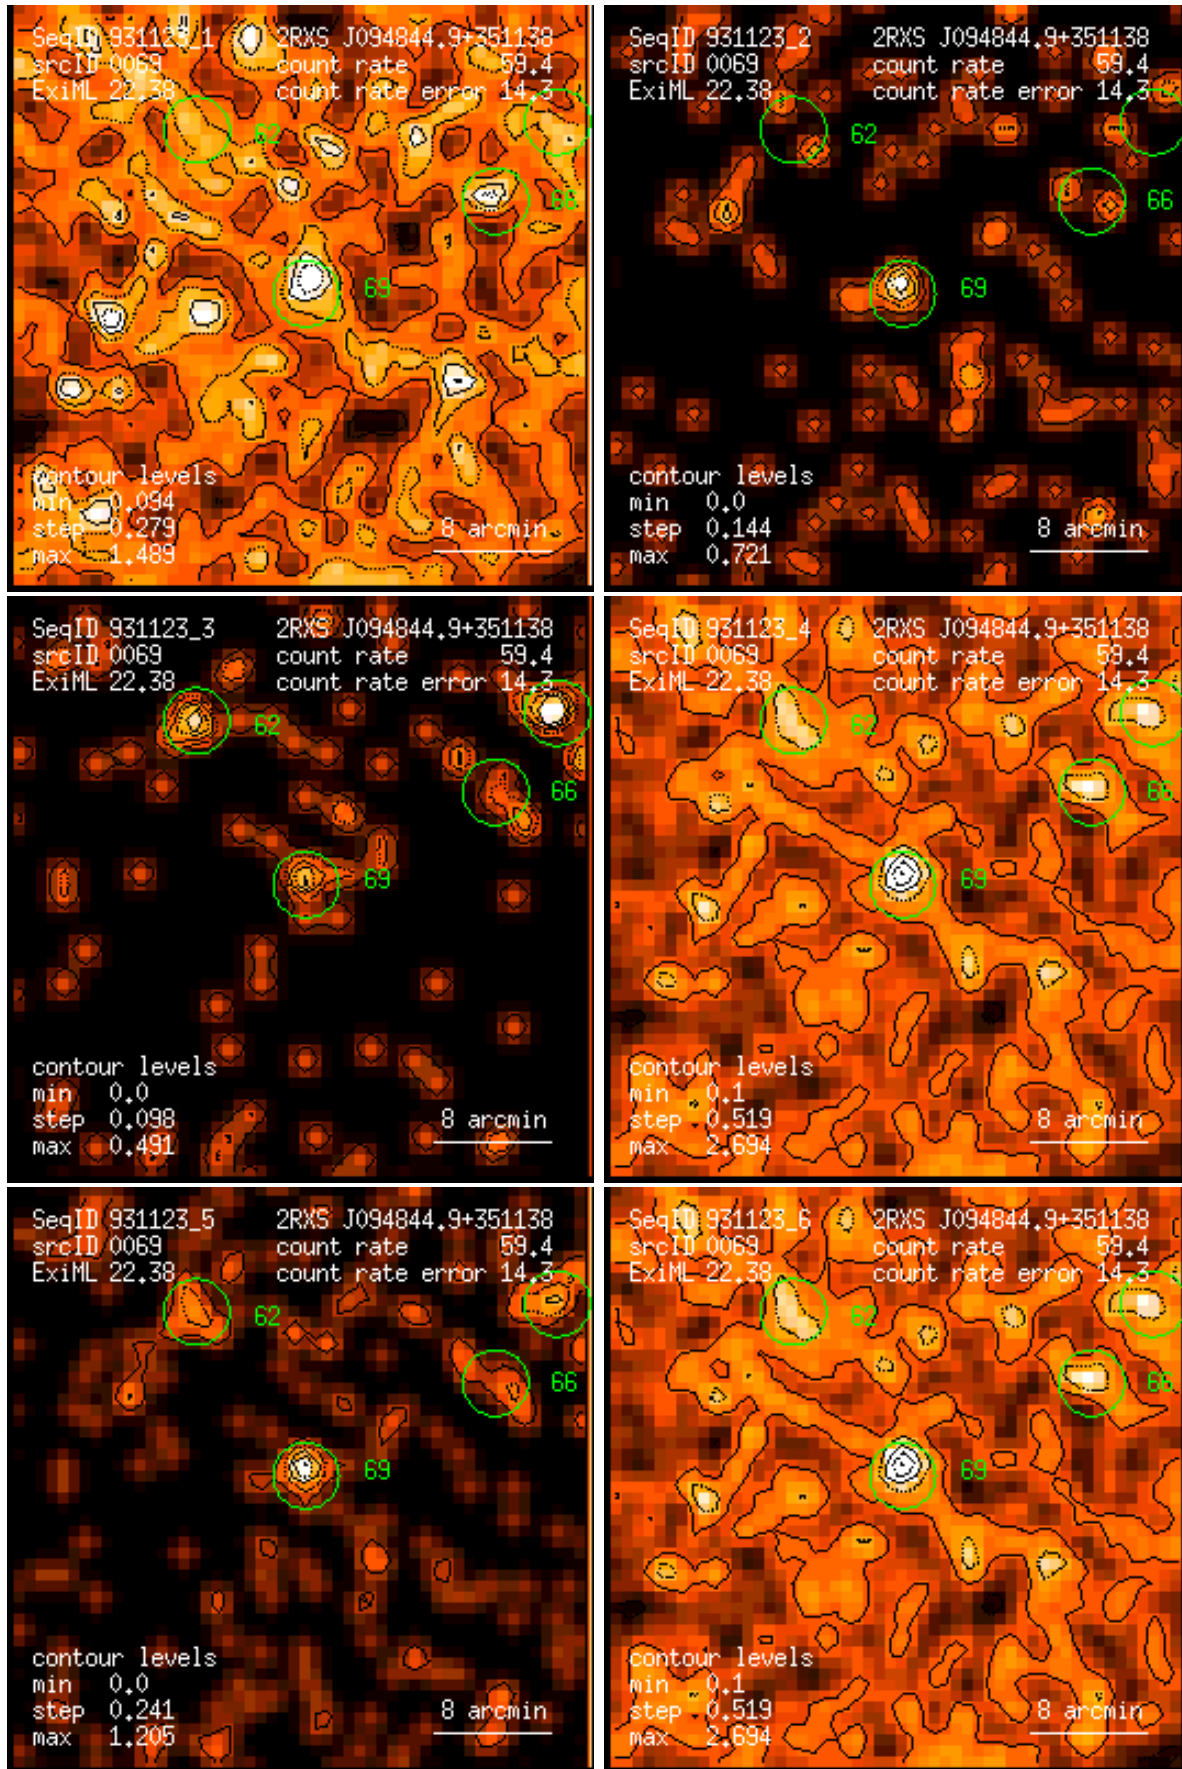 SeqID 931123_1 2RXS J094844.9+351138
srcID 0069 count rate 59.4
ExiML 22.38 count rate error 14.3
62
66
69
contour levels
min 0.094
step 0.279
max 1.489
8 arcmin
SeqID 931123_2 2RXS J094844.9+351138
srcID 0069 count rate 59.4
ExiML 22.38 count rate error 14.3
62
66
69
contour levels
min 0.0
step 0.144
max 0.721
8 arcmin
SeqID 931123_3 2RXS J094844.9+351138
srcID 0069 count rate 59.4
ExiML 22.38 count rate error 14.3
62
66
69
contour levels
min 0.0
step 0.098
max 0.491
8 arcmin
SeqID 931123_4 2RXS J094844.9+351138
srcID 0069 count rate 59.4
ExiML 22.38 count rate error 14.3
62
66
69
contour levels
min 0.1
step 0.519
max 2.694
8 arcmin
SeqID 931123_5 2RXS J094844.9+351138
srcID 0069 count rate 59.4
ExiML 22.38 count rate error 14.3
62
66
69
contour levels
min 0.0
step 0.241
max 1.205
8 arcmin
SeqID 931123_6 2RXS J094844.9+351138
srcID 0069 count rate 59.4
ExiML 22.38 count rate error 14.3
62
66
69
contour levels
min 0.1
step 0.519
max 2.694
8 arcmin